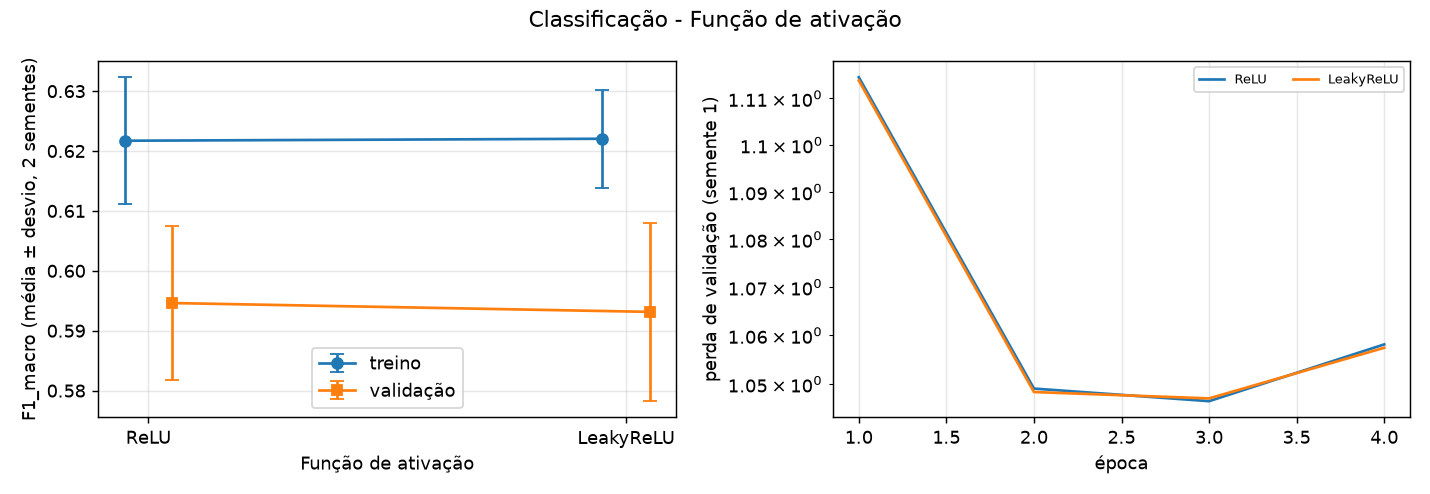 Classificação - Função de ativação
F1_macro (média ± desvio, 2 sementes)
0.63
0.62
0.61
0.60
0.59
0.58
treino
validação
ReLU
LeakyReLU
Função de ativação
perda de validação (semente 1)
1.11 × 10⁰
1.1 × 10⁰
1.09 × 10⁰
1.08 × 10⁰
1.07 × 10⁰
1.06 × 10⁰
1.05 × 10⁰
ReLU LeakyReLU
1.0 1.5 2.0 2.5 3.0 3.5 4.0
época